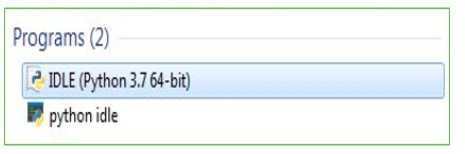 Programs (2)
IDLE (Python 3.7 64-bit)
python idle